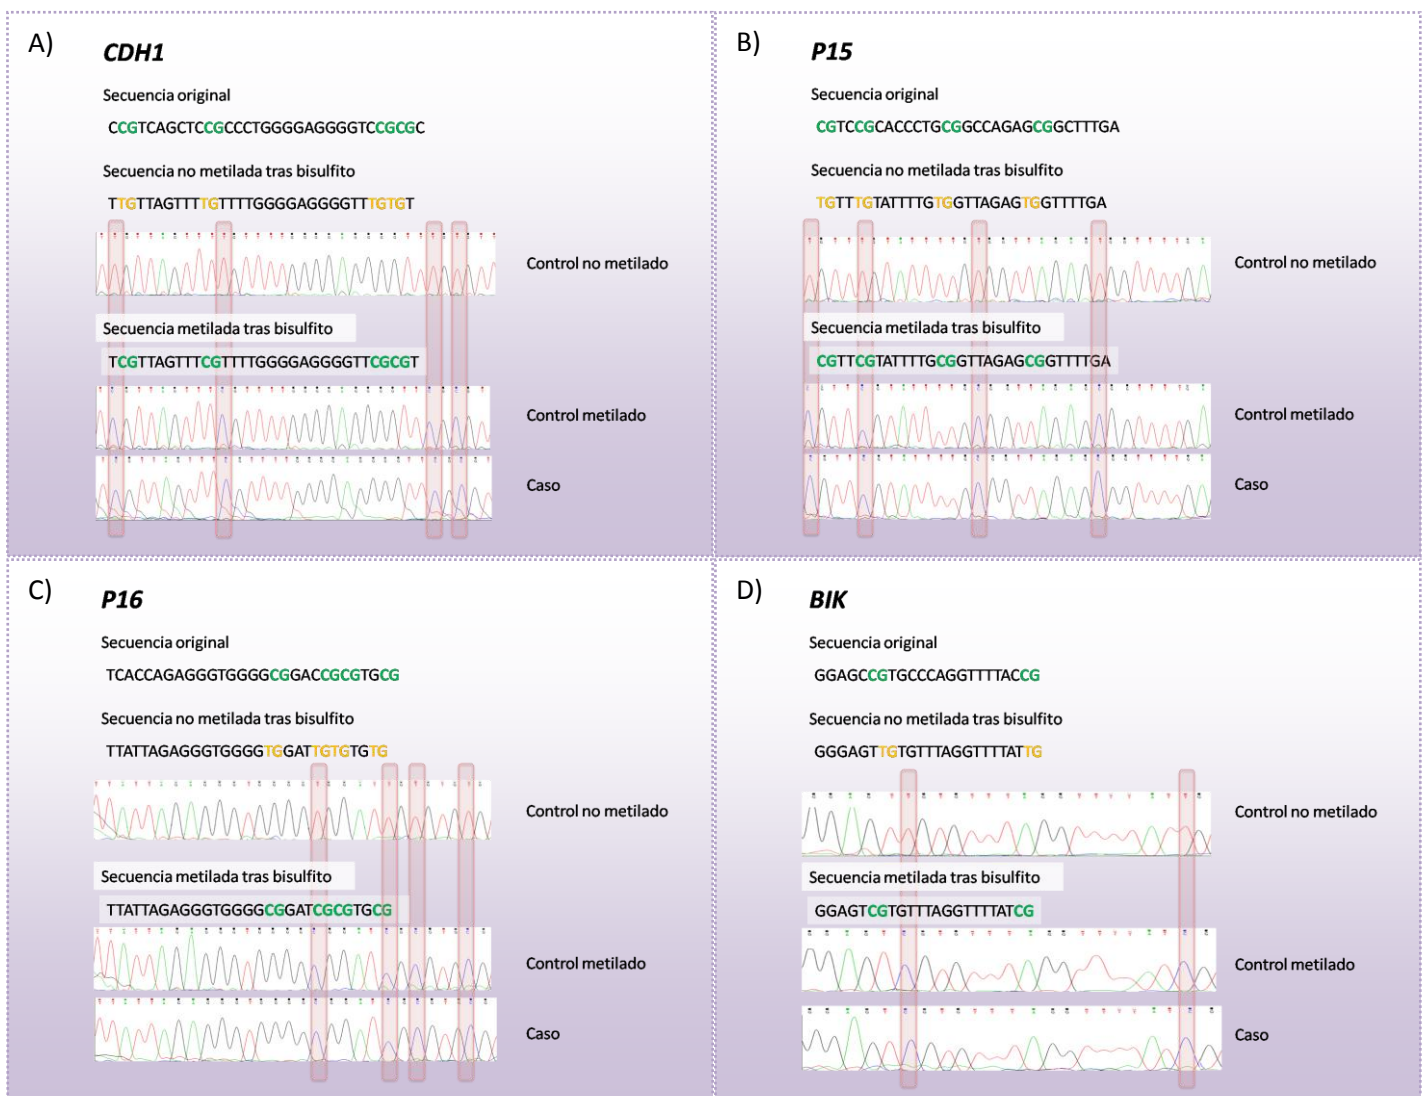 A)
CDH1
Secuencia original
CCGTCAGCTCCGCCCTGGGGAGGGGTCCGCGC
Secuencia no metilada tras bisulfito
TTGTTAGTTTTGTTTTGGGGAGGGGTTTGTGT
Control no metilado
Secuencia metilada tras bisulfito
TCGTTAGTTTCGTTTTGGGGAGGGGTTCGCGT
Control metilado
Caso
B)
P15
Secuencia original
CGTCCGCACCCTGCGGCCAGAGCGGCTTTGA
Secuencia no metilada tras bisulfito
TGTTTGTATTTTGTGGTTAGAGTGGTTTTGA
Control no metilado
Secuencia metilada tras bisulfito
CGTTCGTATTTTGCGGTTAGAGCGGTTTTGA
Control metilado
Caso
C)
P16
Secuencia original
TCACCAGAGGGTGGGGCGGACCGCGTGCG
Secuencia no metilada tras bisulfito
TTATTAGAGGGTGGGGTGGATTGTGTGTG
Control no metilado
Secuencia metilada tras bisulfito
TTATTAGAGGGTGGGGCGGATCGCGTGCG
Control metilado
Caso
D)
BIK
Secuencia original
GGAGCCGTGCCCAGGTTTTACCG
Secuencia no metilada tras bisulfito
GGGAGTTGTGTTTAGGTTTTATTG
Control no metilado
Secuencia metilada tras bisulfito
GGAGTCGTGTTTAGGTTTTATCG
Control metilado
Caso